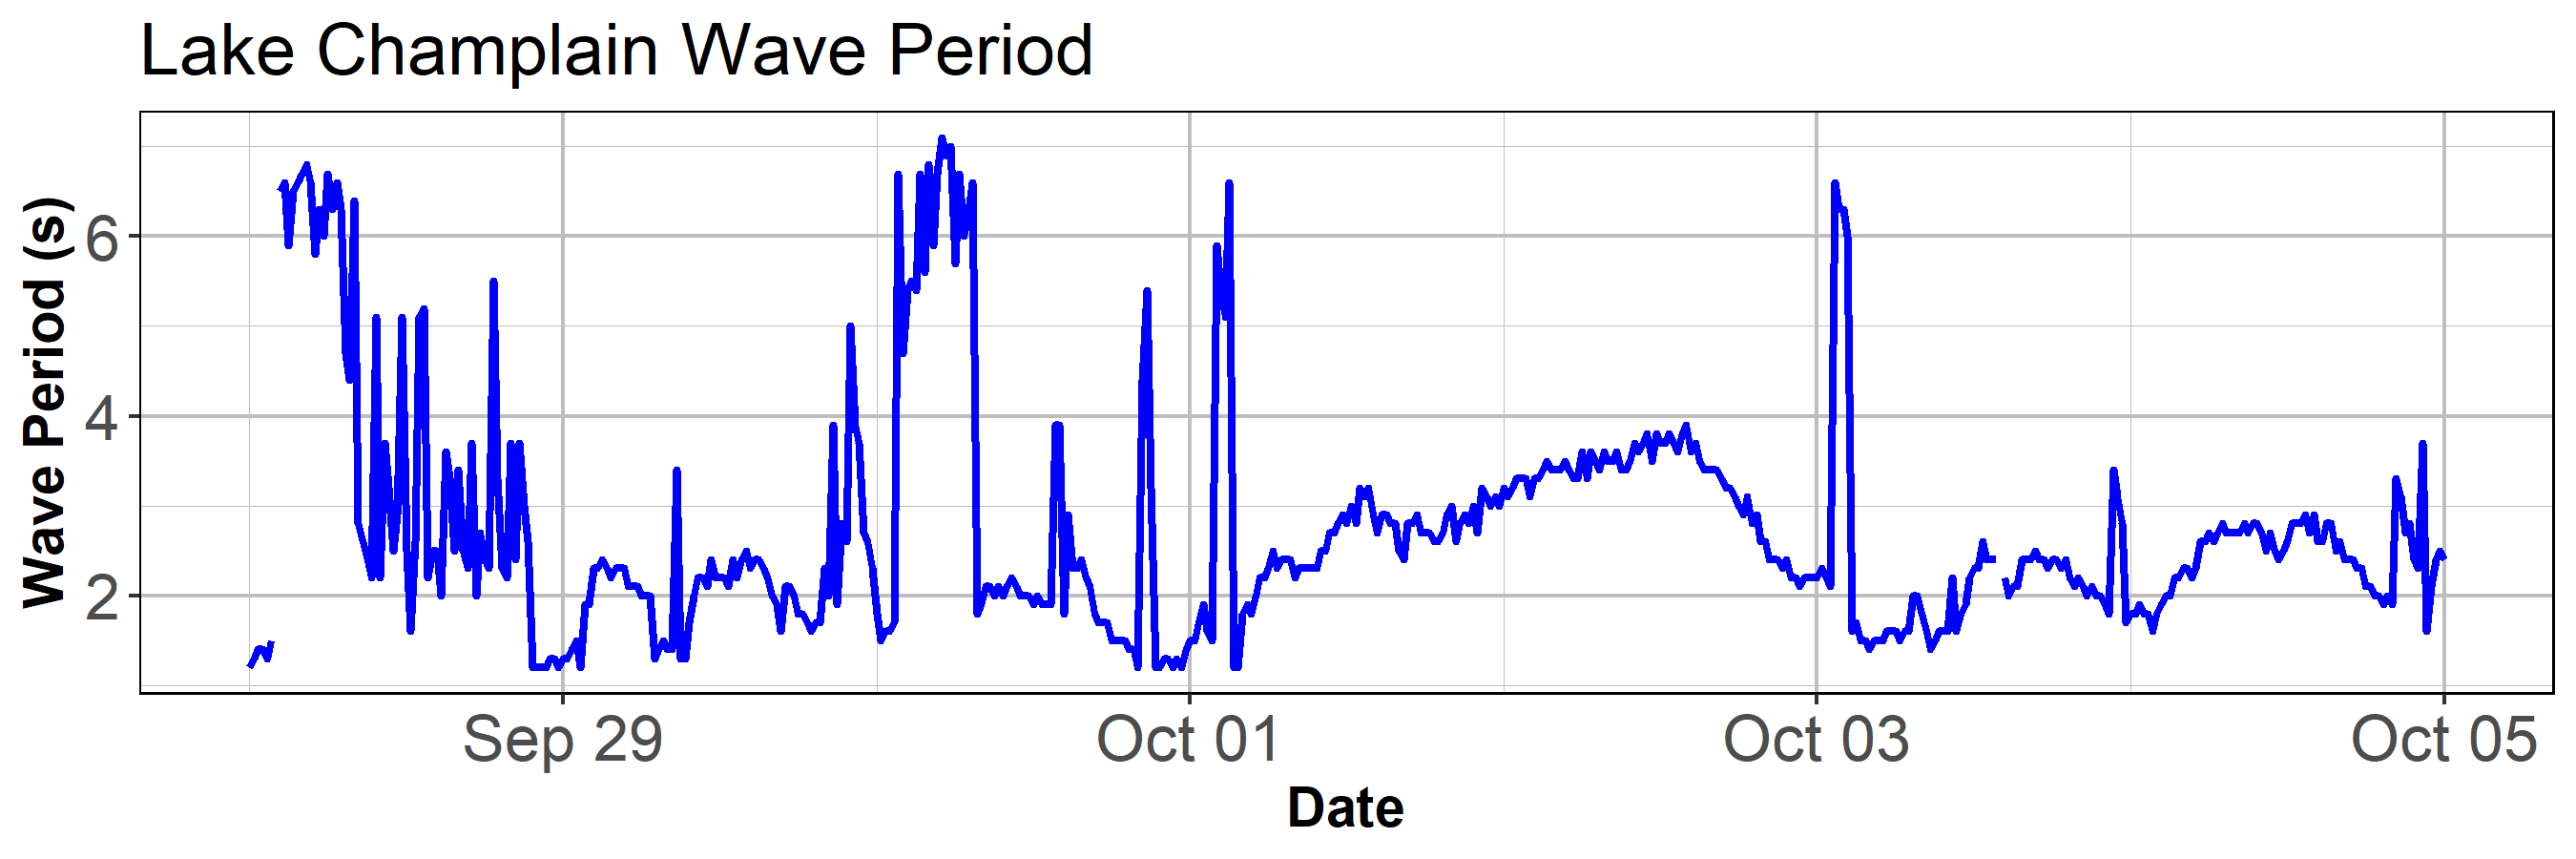 Lake Champlain Wave Period
Wave Period (s)
6
4
2
Sep 29 Oct 01 Oct 03 Oct 05
Date